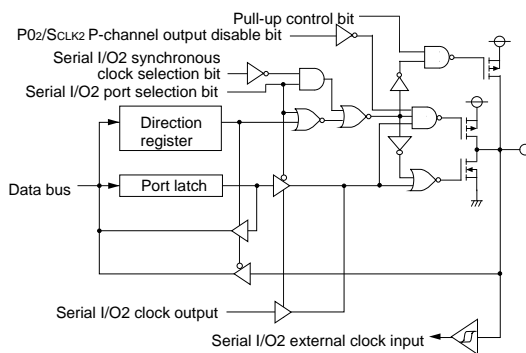 Pull-up control bit
P02/SCLK2 P-channel output disable bit
Serial I/O2 synchronous
clock selection bit
Serial I/O2 port selection bit
Direction
register
Data bus
Port latch
Serial I/O2 clock output
Serial I/O2 external clock input